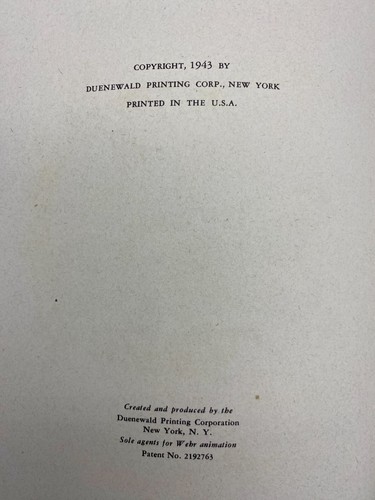 COPYRIGHT, 1943 BY
DUENEWALD PRINTING CORP., NEW YORK
PRINTED IN THE U.S.A.
Created and produced by the
Duenewald Printing Corporation
New York, N. Y.
Sole agents for Wehr animation
Patent No. 2192763